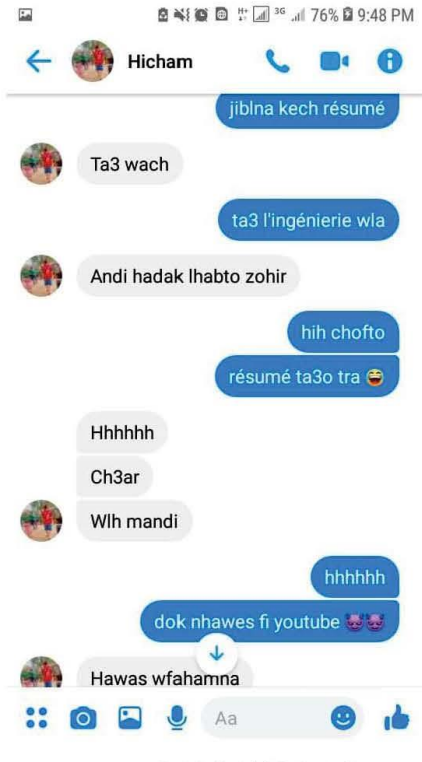 3G 76% 9:48 PM
Hicham
jiblna kech résumé
Ta3 wach
ta3 l'ingénierie wla
Andi hadak lhabto zohir
hih chofto
résumé ta3o tra 😂
Hhhhhh
Ch3ar
Wlh mandi
hhhhhh
dok nhawes fi youtube 😈😈
Hawas wfahamna
Aa